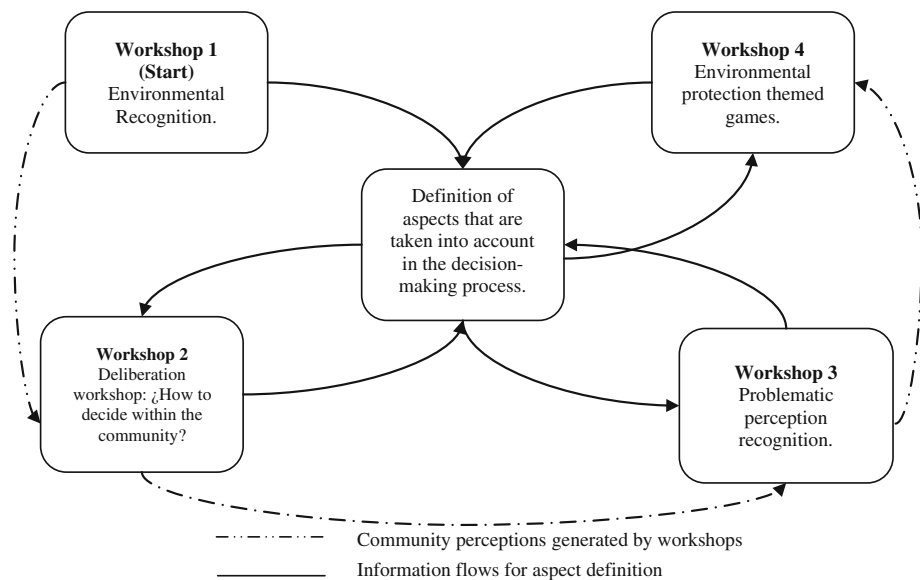 Workshop 1
(Start)
Environmental
Recognition.
Workshop 4
Environmental
protection themed
games.
Definition of
aspects that are
taken into account
in the decision-
making process.
Workshop 2
Deliberation
workshop: ¿How to
decide within the
community?
Workshop 3
Problematic
perception
recognition.
Community perceptions generated by workshops
Information flows for aspect definition